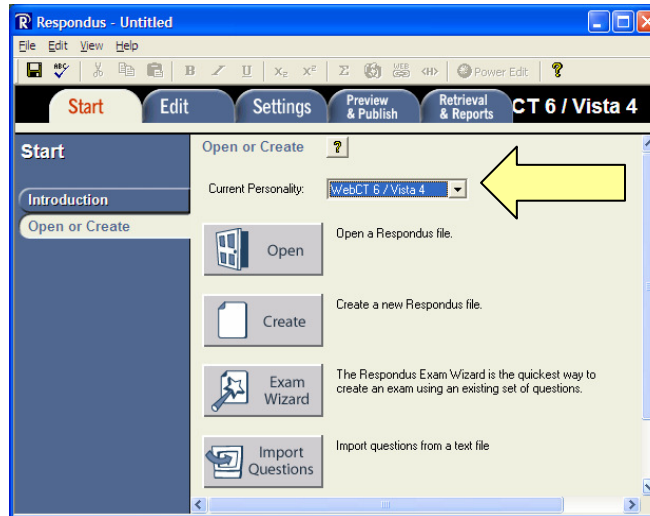 Respondus - Untitled
File Edit View Help
ABC B I U X₂ X² Σ <H> Power Edit ?
Start Edit Settings Preview & Publish Retrieval & Reports CT 6 / Vista 4
Start
Introduction
Open or Create
Open or Create ?
Current Personality: WebCT 6 / Vista 4
Open
Open a Respondus file.
Create
Create a new Respondus file.
Exam
Wizard
The Respondus Exam Wizard is the quickest way to
create an exam using an existing set of questions.
Import
Questions
Import questions from a text file